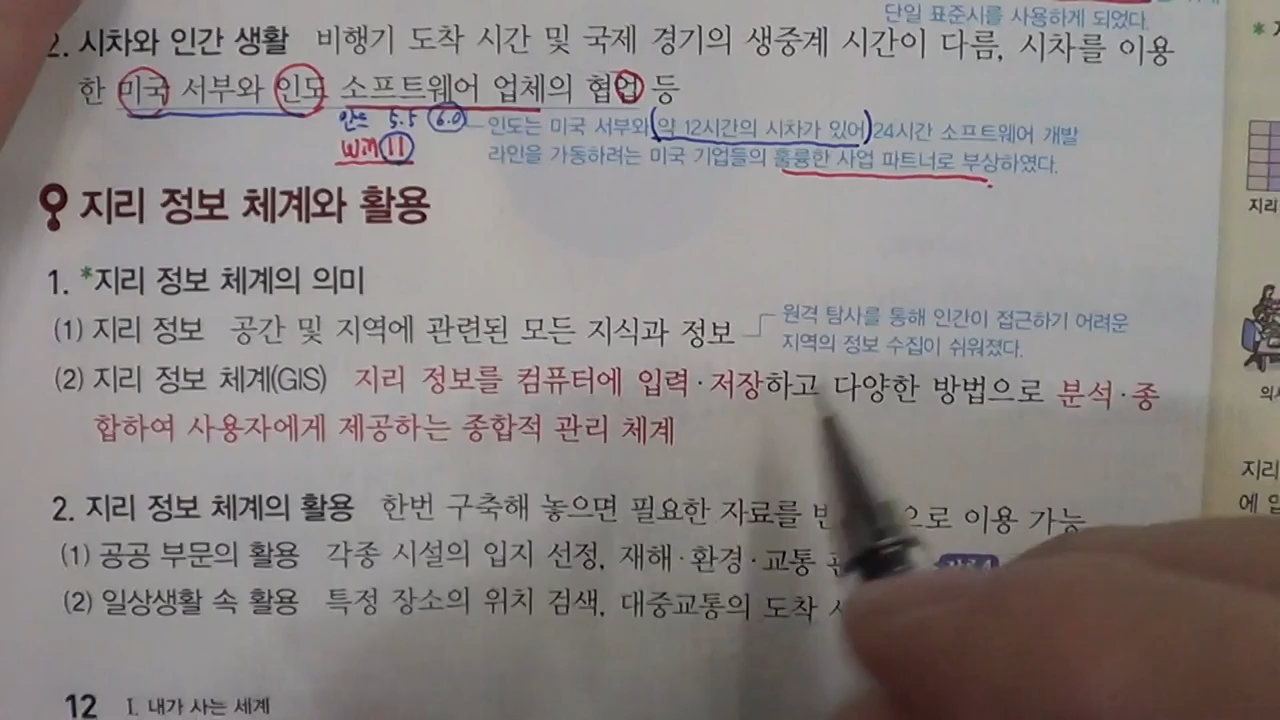 단일 표준시를 사용하게 되었다.
2. 시차와 인간 생활 비행기 도착 시간 및 국제 경기의 생중계 시간이 다름, 시차를 이용
한 미국 서부와 인도 소프트웨어 업체의 협업 등
5.5 6.0 인도는 미국 서부와(약 12시간의 시차가 있어)24시간 소프트웨어 개발
11 라인을 가동하려는 미국 기업들의 훌륭한 사업 파트너로 부상하였다.
지리 정보 체계와 활용
지리
1. *지리 정보 체계의 의미
(1) 지리 정보 공간 및 지역에 관련된 모든 지식과 정보
원격 탐사를 통해 인간이 접근하기 어려운
지역의 정보 수집이 쉬워졌다.
(2) 지리 정보 체계(GIS) 지리 정보를 컴퓨터에 입력·저장하고 다양한 방법으로 분석·종
합하여 사용자에게 제공하는 종합적 관리 체계
지리
2. 지리 정보 체계의 활용 한번 구축해 놓으면 필요한 자료를 이용 가능
(1) 공공 부문의 활용 각종 시설의 입지 선정, 재해·환경·교통
(2) 일상생활 속 활용 특정 장소의 위치 검색, 대중교통의 도착
12 I. 내가 사는 세계